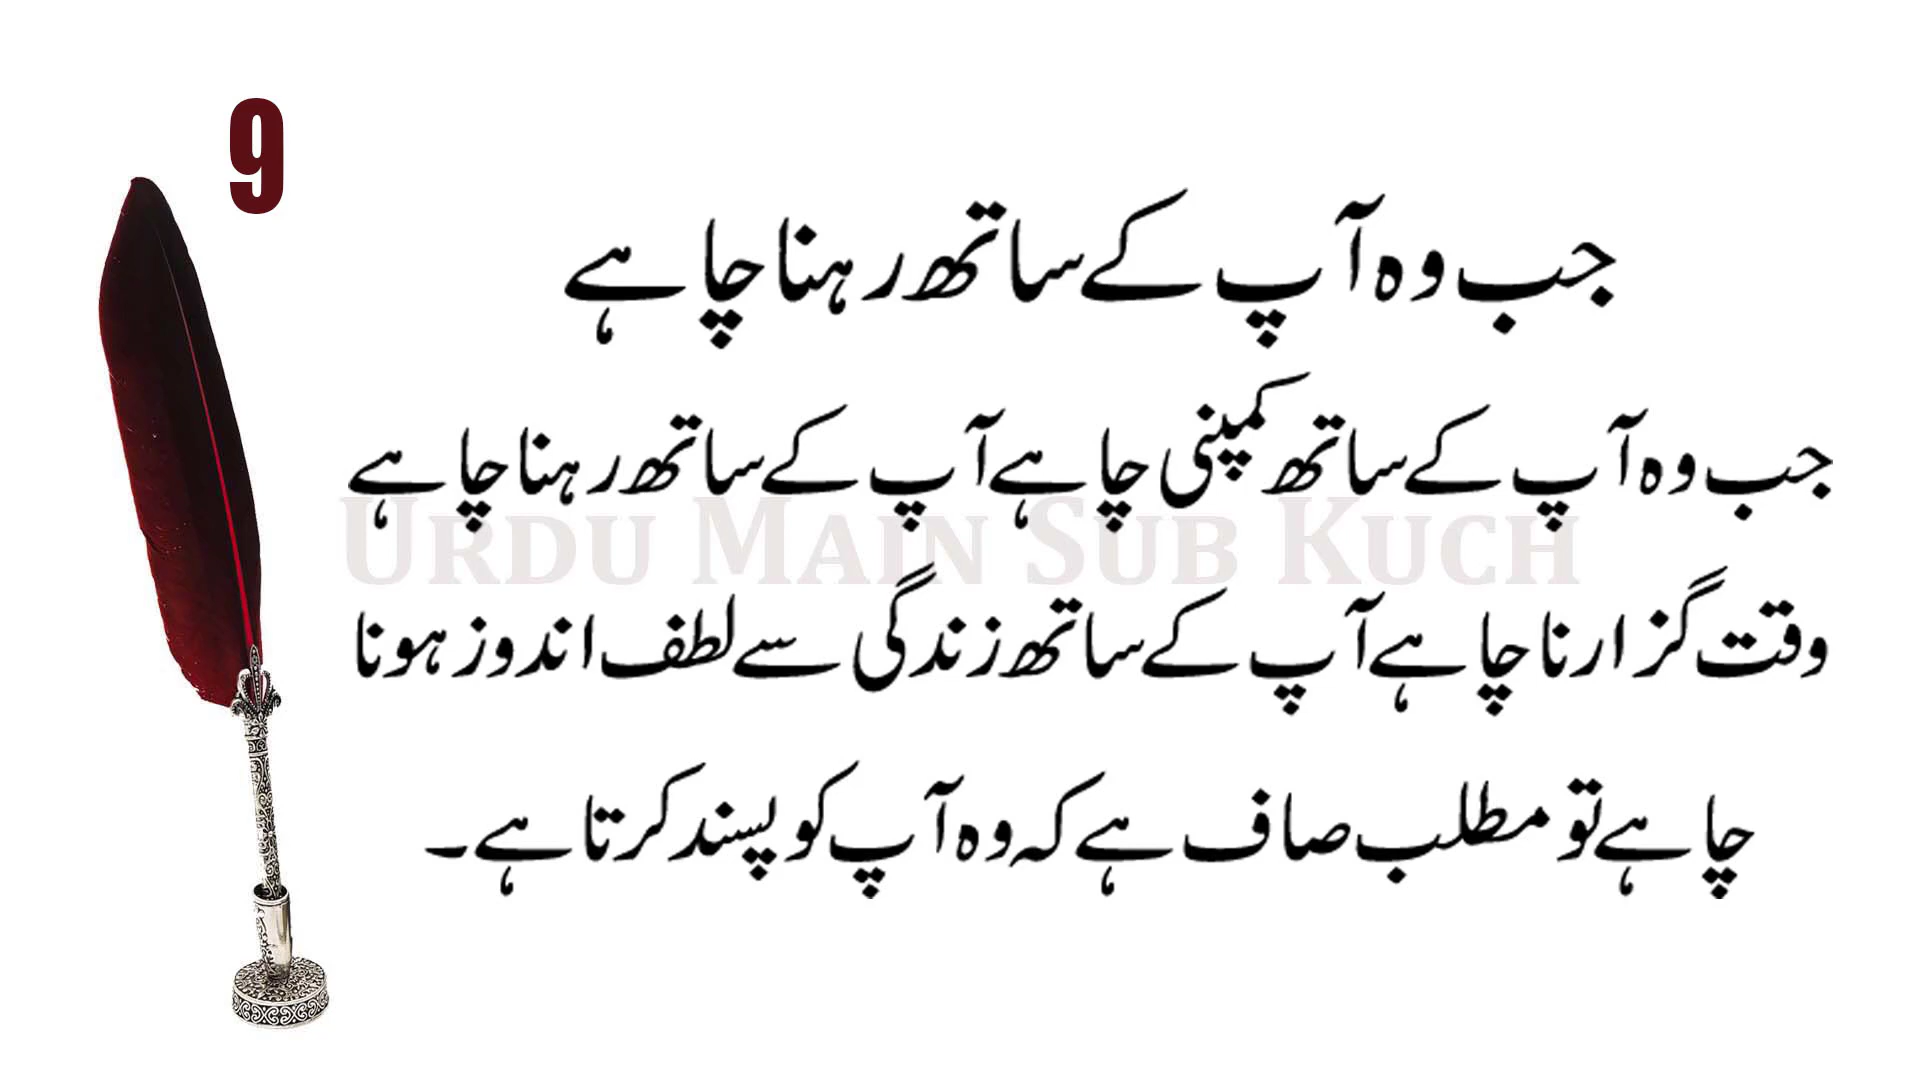 9
جب وہ آپ کے ساتھ رہنا چاہے
جب وہ آپ کے ساتھ کمپنی چاہے آپ کے ساتھ رہنا چاہے
URDU MAIN SUB KUCH
وقت گزارنا چاہے آپ کے ساتھ زندگی سے لطف اندوز ہونا
چاہے تو مطلب صاف ہے کہ وہ آپ کو پسند کرتا ہے۔